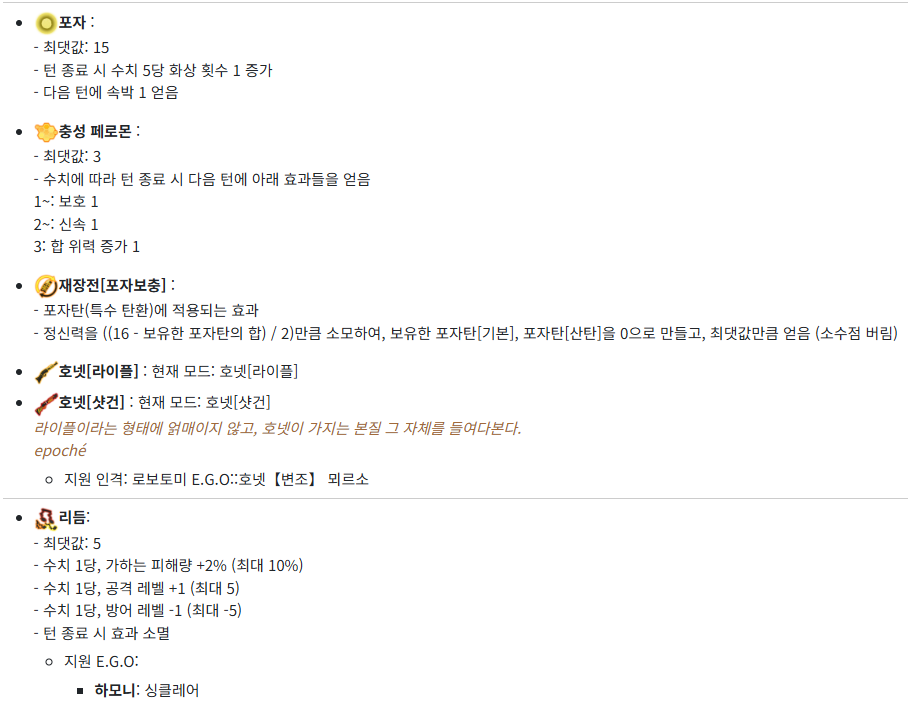 포자 :
- 최댓값: 15
- 턴 종료 시 수치 5당 화상 횟수 1 증가
- 다음 턴에 속박 1 얻음
충성 페로몬 :
- 최댓값: 3
- 수치에 따라 턴 종료 시 다음 턴에 아래 효과들을 얻음
1~: 보호 1
2~: 신속 1
3: 합 위력 증가 1
재장전[포자보충] :
- 포자탄(특수 탄환)에 적용되는 효과
- 정신력을 ((16 - 보유한 포자탄의 합) / 2)만큼 소모하여, 보유한 포자탄[기본], 포자탄[산탄]을 0으로 만들고, 최댓값만큼 얻음 (소수점 버림)
호넷[라이플] : 현재 모드: 호넷[라이플]
호넷[샷건] : 현재 모드: 호넷[샷건]
라이플이라는 형태에 얽매이지 않고, 호넷이 가지는 본질 그 자체를 들여다본다.
epoché
지원 인격: 로보토미 E.G.O::호넷【변조】 뫼르소
리듬:
- 최댓값: 5
- 수치 1당, 가하는 피해량 +2% (최대 10%)
- 수치 1당, 공격 레벨 +1 (최대 5)
- 수치 1당, 방어 레벨 -1 (최대 -5)
- 턴 종료 시 효과 소멸
지원 E.G.O:
하모니: 싱클레어